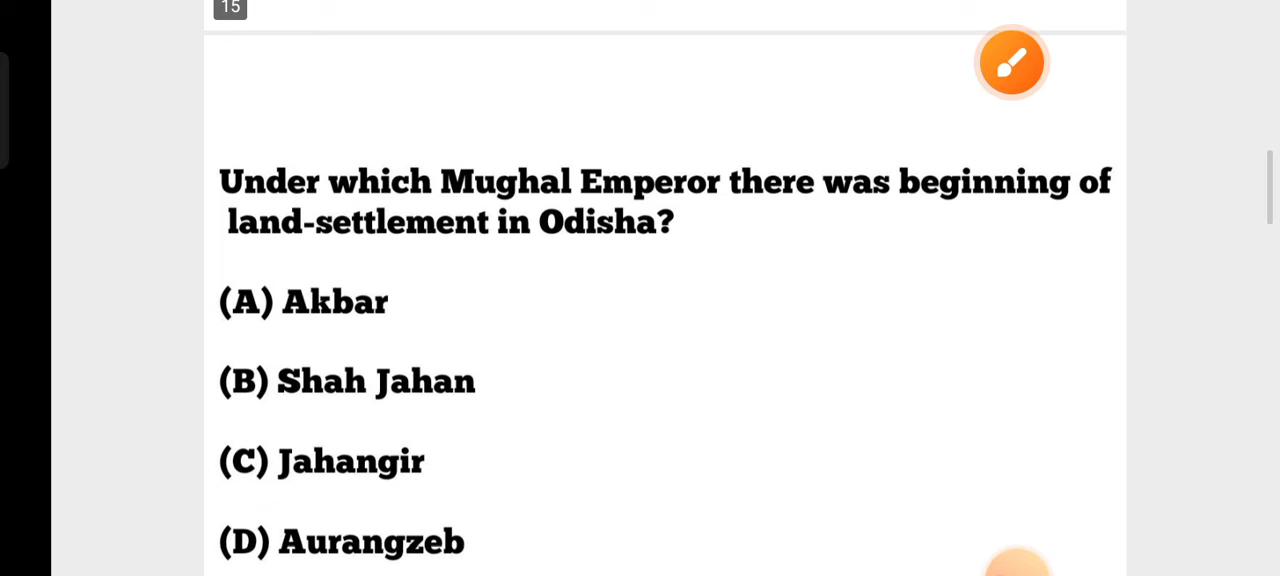 15
Under which Mughal Emperor there was beginning of
land-settlement in Odisha?
(A) Akbar
(B) Shah Jahan
(C) Jahangir
(D) Aurangzeb